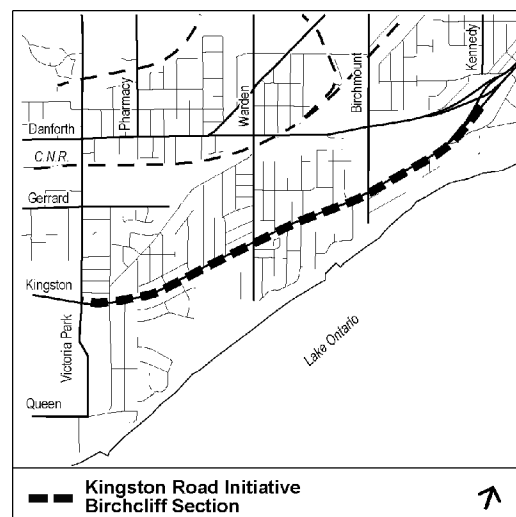 Kennedy
Birchmount
Pharmacy
Warden
Danforth
C.N.R.
Gerrard
Kingston
Victoria Park
Lake Ontario
Queen
Kingston Road Initiative
Birchcliff Section